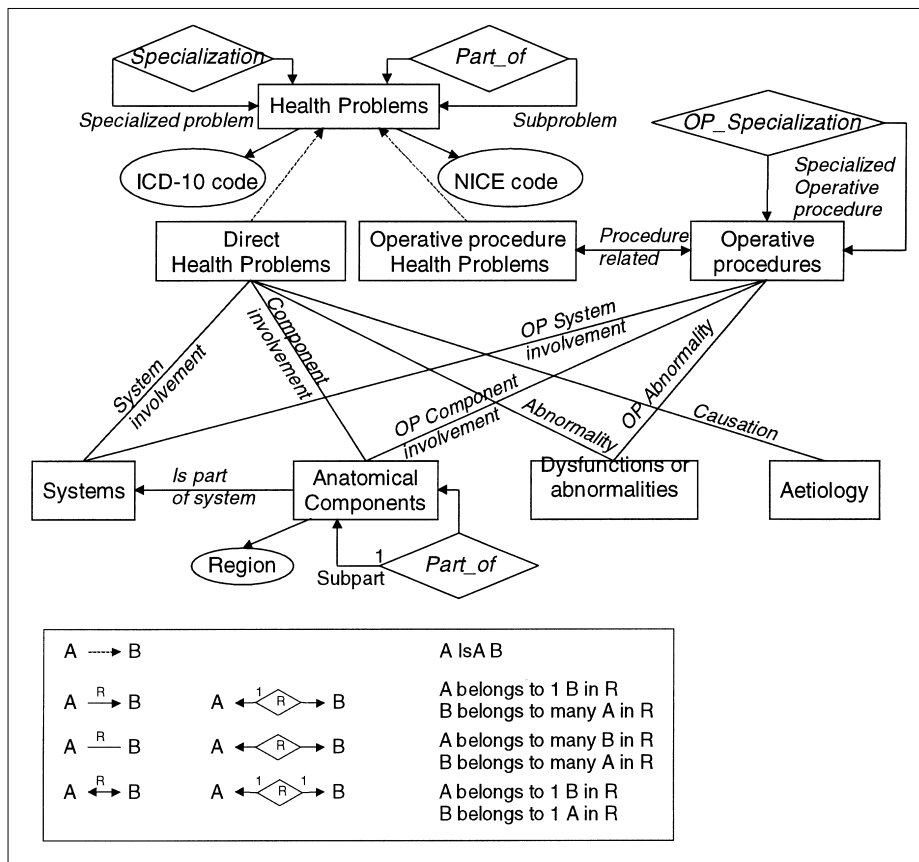 Specialization
Part_of
Health Problems
Specialized problem
Subproblem
OP_Specialization
ICD-10 code
NICE code
Specialized
Operative
procedure
Direct
Health Problems
Operative procedure
Health Problems
Procedure
related
Operative
procedures
System
involvement
Component
involvement
OP System
involvement
OP Component
involvement
Abnormality
OP Abnormality
Causation
Systems
Is part
of system
Anatomical
Components
Dysfunctions or
abnormalities
Aetiology
Region
1
Subpart
Part_of
A B A IsA B
A R B A 1 R B A belongs to 1 B in R
B belongs to many A in R
A R B A R B A belongs to many B in R
B belongs to many A in R
A R B A 1 R 1 B A belongs to 1 B in R
B belongs to 1 A in R